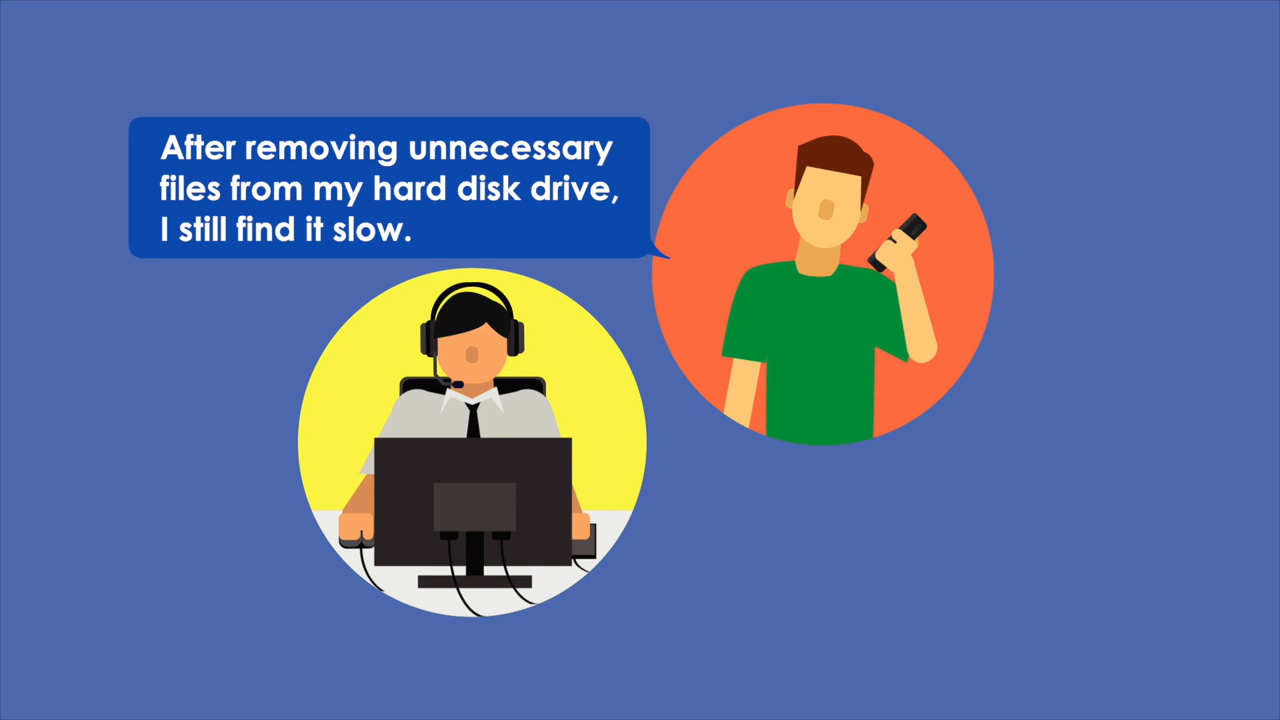 After removing unnecessary
files from my hard disk drive,
I still find it slow.